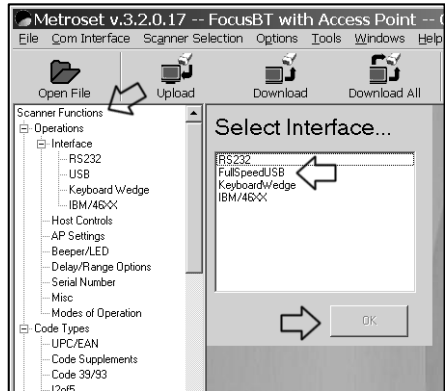 Metroset v.3.2.0.17 -- FocusBT with Access Point --
File Com Interface Scanner Selection Options Tools Windows Help
Open File Upload Download Download All
Scanner Functions
Operations
Interface
RS232
USB
Keyboard Wedge
IBM/46XX
Host Controls
AP Settings
Beeper/LED
Delay/Range Options
Serial Number
Misc
Modes of Operation
Code Types
UPC/EAN
Code Supplements
Code 39/93
I2of5
Select Interface...
RS232
FullSpeedUSB
KeyboardWedge
IBM/46XX
OK